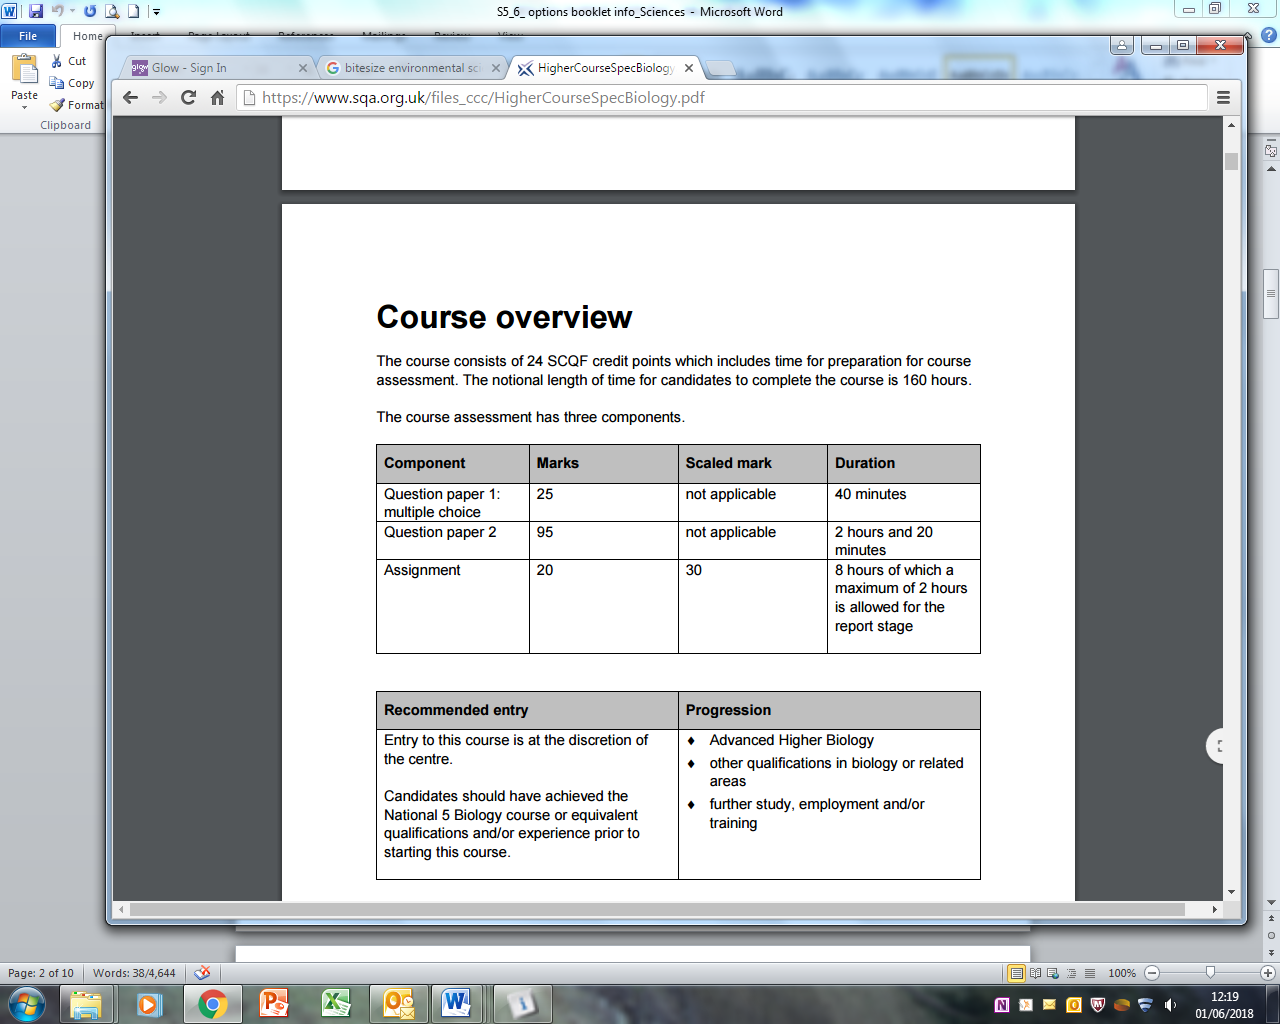 S5_6_ options booklet info_Sciences - Microsoft Word
File
Home
Cut
Copy
Format
Paste
Clipboard
Glow - Sign In
bitesize environmental sci
HigherCourseSpecBiology
https://www.sqa.org.uk/files_ccc/HigherCourseSpecBiology.pdf
Course overview
The course consists of 24 SCQF credit points which includes time for preparation for course
assessment. The notional length of time for candidates to complete the course is 160 hours.
The course assessment has three components.
Component Marks Scaled mark Duration
Question paper 1: 25 not applicable 40 minutes
multiple choice
Question paper 2 95 not applicable 2 hours and 20
minutes
Assignment 20 30 8 hours of which a
maximum of 2 hours
is allowed for the
report stage
Recommended entry
Entry to this course is at the discretion of
the centre.
Candidates should have achieved the
National 5 Biology course or equivalent
qualifications and/or experience prior to
starting this course.
Progression
♦ Advanced Higher Biology
♦ other qualifications in biology or related
areas
♦ further study, employment and/or
training
Page: 2 of 10 Words: 38/4,644 100%
12:19
01/06/2018